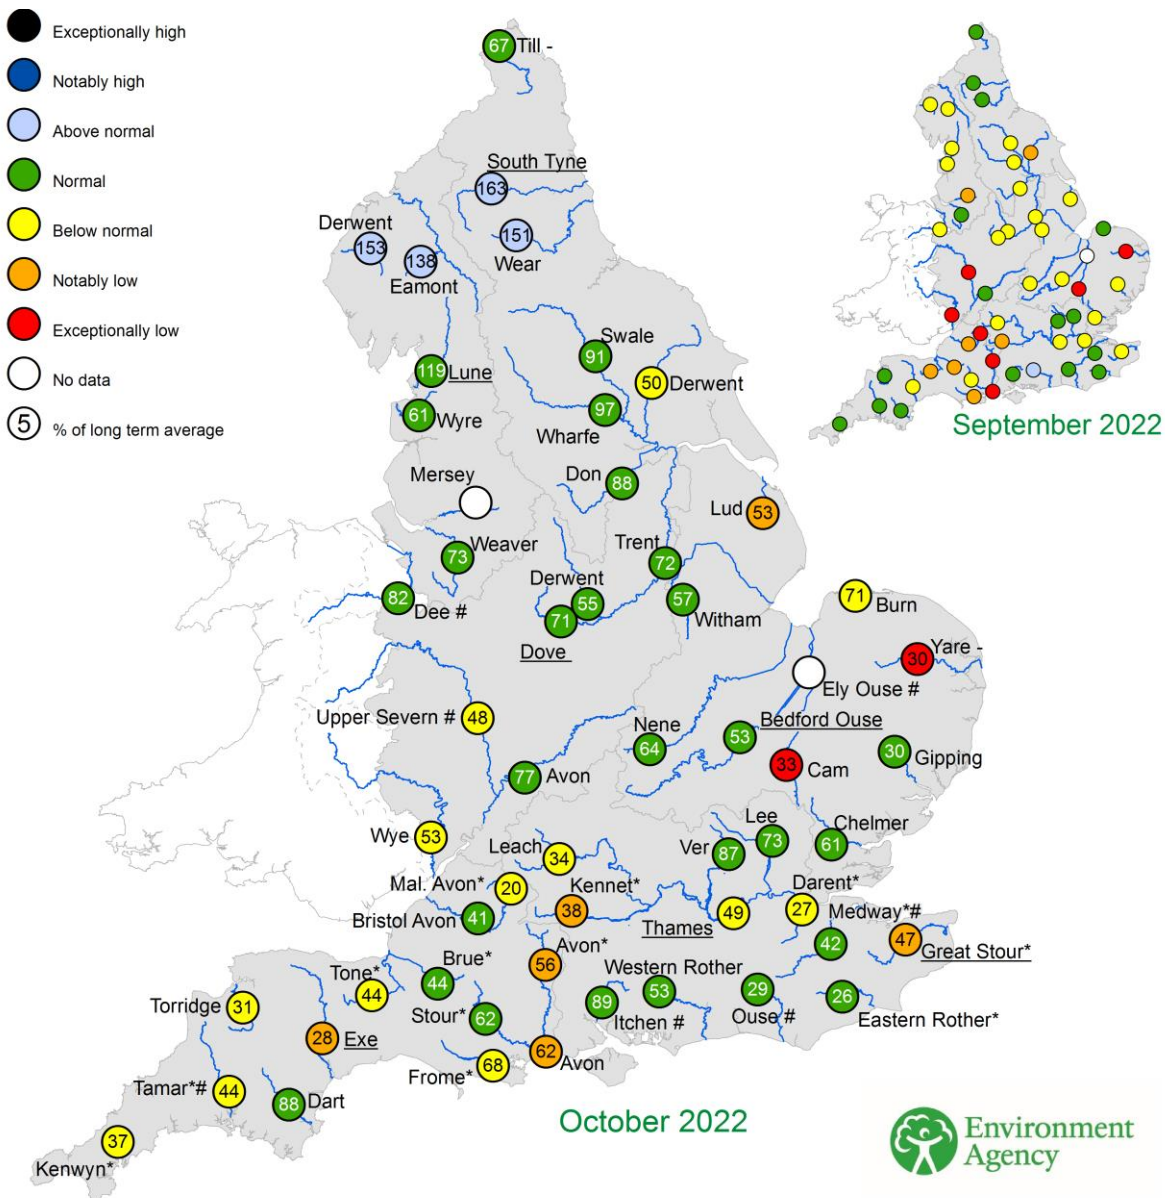 Exceptionally high
Notably high
Above normal
Normal
Below normal
Notably low
Exceptionally low
No data
5 % of long term average
September 2022
67 Till -
South Tyne
163
Derwent
153
138
Eamont
151
Wear
Swale
91
119 Lune
50 Derwent
61 Wyre
97
Wharfe
Mersey
Don 88
Lud 53
Weaver
73
Trent
72
Derwent
55
82
Dee #
71
Dove
57
Witham
71 Burn
Yare -
30
Ely Ouse #
Upper Severn # 48
Nene
64
Bedford Ouse
53
33 Cam
30 Gipping
77 Avon
Wye 53
Leach
34
Lee
73
Ver 87
Chelmer
61
Mal. Avon*
20
Kennet*
38
Bristol Avon 41
Thames
49
Darent*
27
Medway*#
42
47
Great Stour*
Avon*
56
Brue*
44
Tone*
44
Western Rother
53
89
Itchen #
29
Ouse #
26
Eastern Rother*
Torridge 31
Stour*
62
28 Exe
62 Avon
Frome* 68
Tamar*#
44
88 Dart
37
Kenwyn*
October 2022
Environment
Agency